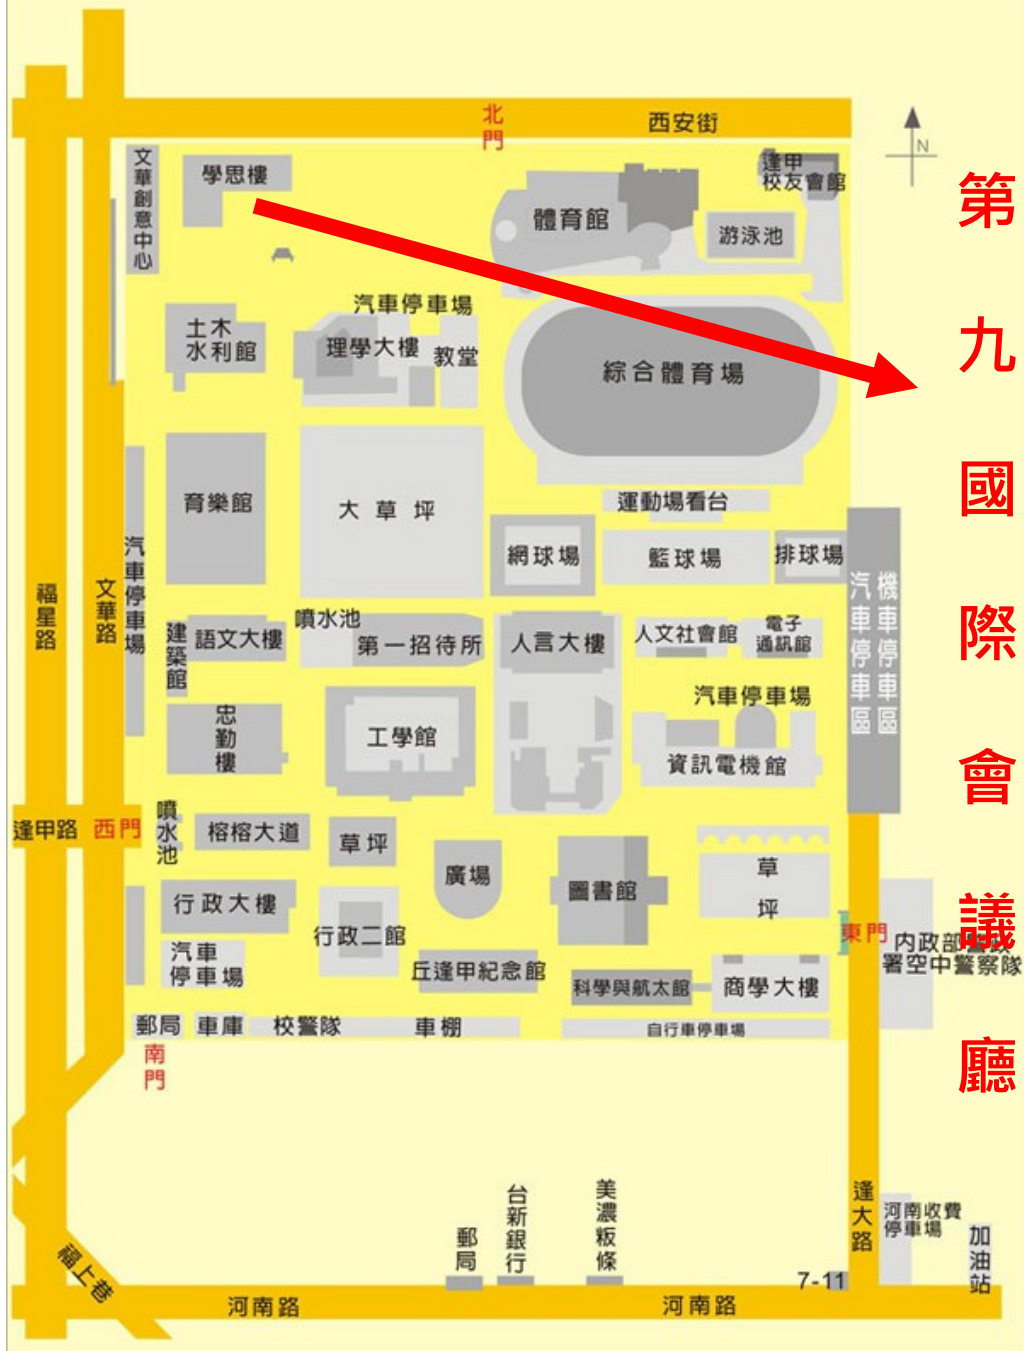 北門
西安街
N
文華創意中心
學思樓
逢甲
校友會館
體育館
游泳池
第九國際會議廳
汽車停車場
土木
水利館
理學大樓
教堂
綜合體育場
育樂館
大草坪
運動場看台
網球場
籃球場
排球場
汽車停車場
福星路
文華路
汽車停車區
機車停車區
噴水池
建築館
語文大樓
第一招待所
人言大樓
人文社會館
電子
通訊館
汽車停車場
忠勤樓
工學館
資訊電機館
逢甲路
西門
噴水池
榕榕大道
草坪
廣場
圖書館
草坪
行政大樓
行政二館
東門
內政部警政
署空中警察隊
汽車
停車場
丘逢甲紀念館
科學與航太館
商學大樓
郵局
車庫
校警隊
車棚
自行車停車場
南門
逢大路
河南收費
停車場
加油站
郵局
台新銀行
美濃粄條
7-11
福上巷
河南路
河南路